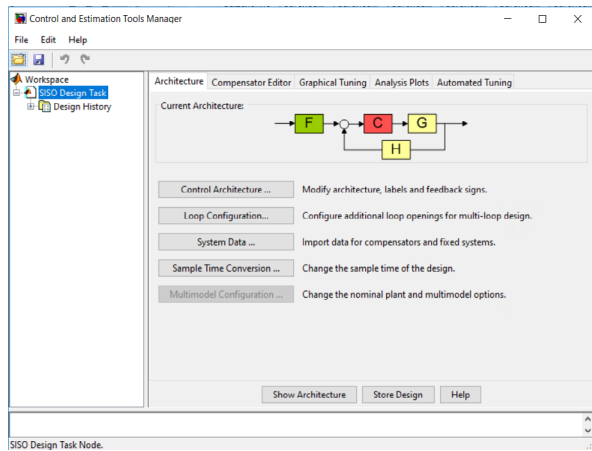 Control and Estimation Tools Manager
File Edit Help
Workspace
SISO Design Task
Design History
Architecture Compensator Editor Graphical Tuning Analysis Plots Automated Tuning
Current Architecture:
F C G
H
Control Architecture ... Modify architecture, labels and feedback signs.
Loop Configuration... Configure additional loop openings for multi-loop design.
System Data ... Import data for compensators and fixed systems.
Sample Time Conversion ... Change the sample time of the design.
Multimodel Configuration ... Change the nominal plant and multimodel options.
Show Architecture Store Design Help
SISO Design Task Node.